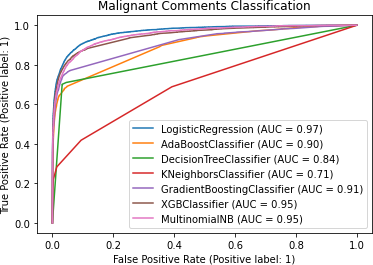 Malignant Comments Classification
True Positive Rate (Positive label: 1)
1.0
0.8
0.6
0.4
0.2
0.0
LogisticRegression (AUC = 0.97)
AdaBoostClassifier (AUC = 0.90)
DecisionTreeClassifier (AUC = 0.84)
KNeighborsClassifier (AUC = 0.71)
GradientBoostingClassifier (AUC = 0.91)
XGBClassifier (AUC = 0.95)
MultinomialNB (AUC = 0.95)
0.0 0.2 0.4 0.6 0.8 1.0
False Positive Rate (Positive label: 1)